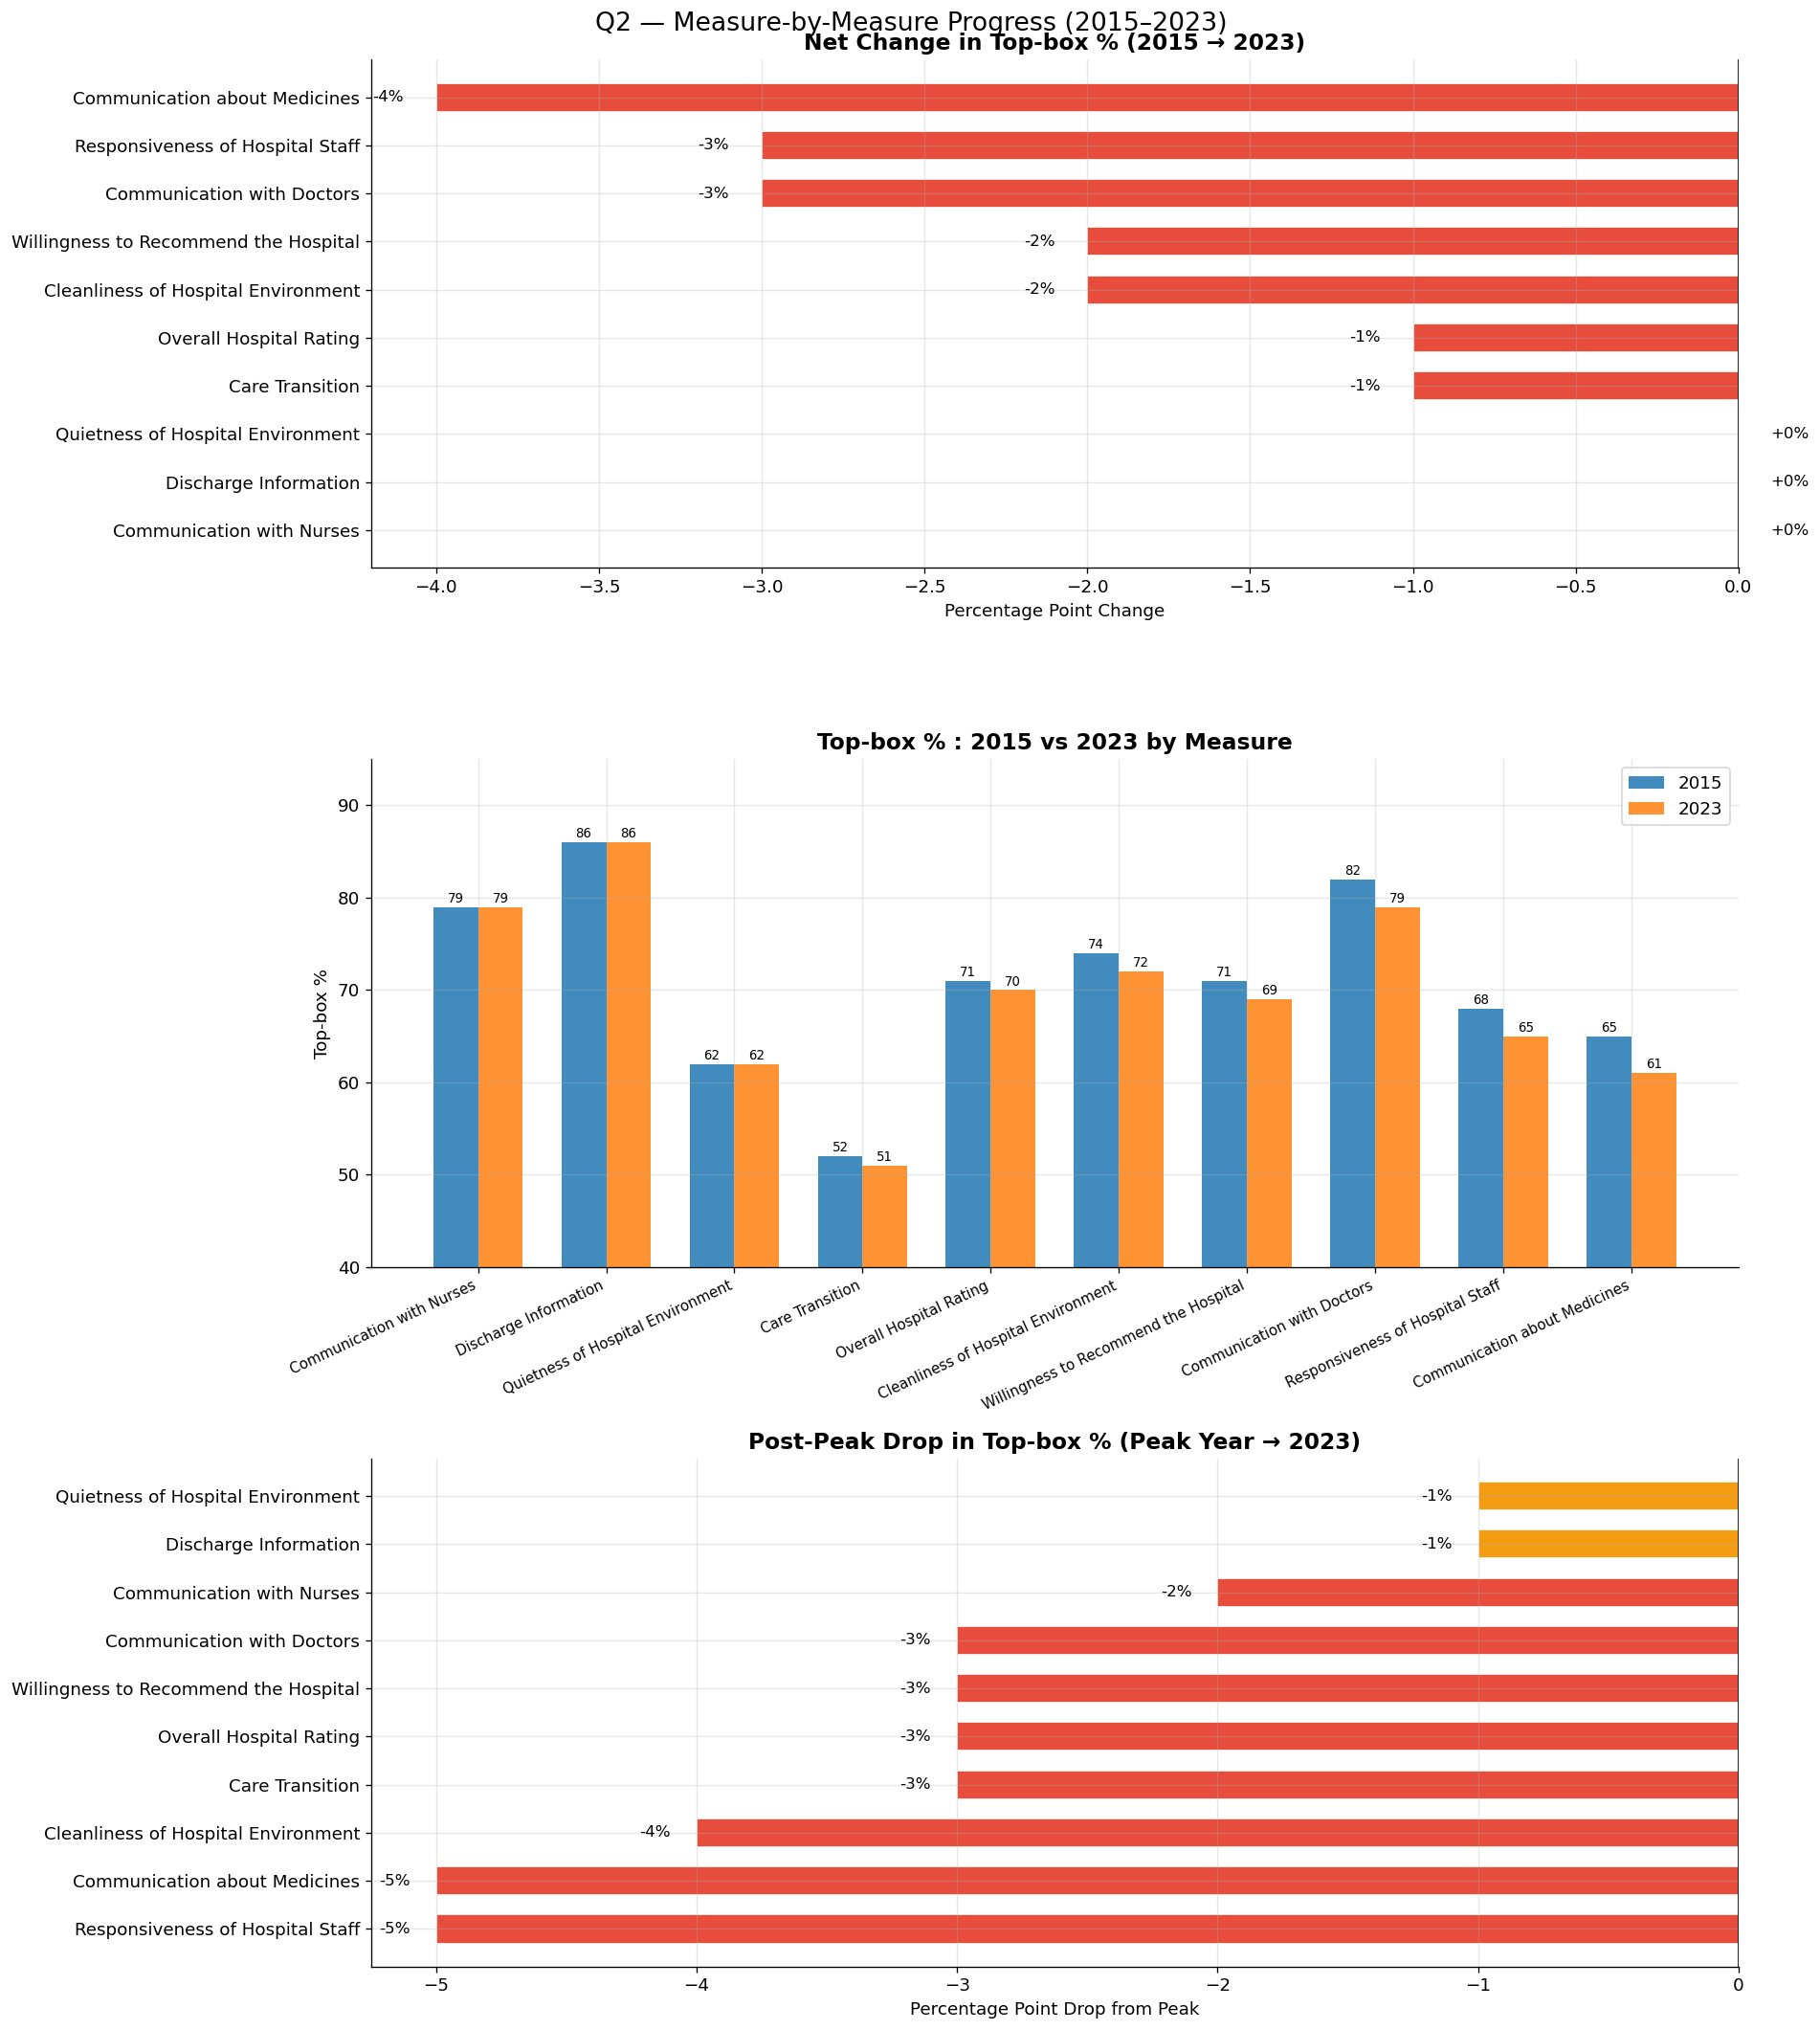 Q2 — Measure-by-Measure Progress (2015–2023)
Net Change in Top-box % (2015 → 2023)
Communication about Medicines -4%
Responsiveness of Hospital Staff -3%
Communication with Doctors -3%
Willingness to Recommend the Hospital -2%
Cleanliness of Hospital Environment -2%
Overall Hospital Rating -1%
Care Transition -1%
Quietness of Hospital Environment +0%
Discharge Information +0%
Communication with Nurses +0%
−4.0 −3.5 −3.0 −2.5 −2.0 −1.5 −1.0 −0.5 0.0
Percentage Point Change
Top-box % : 2015 vs 2023 by Measure
2015
2023
Top-box %
90
80
70
60
50
40
79 79 86 86 62 62 52 51 71 70 74 72 71 69 82 79 68 65 65 61
Communication with Nurses
Discharge Information
Quietness of Hospital Environment
Care Transition
Overall Hospital Rating
Cleanliness of Hospital Environment
Willingness to Recommend the Hospital
Communication with Doctors
Responsiveness of Hospital Staff
Communication about Medicines
Post-Peak Drop in Top-box % (Peak Year → 2023)
Quietness of Hospital Environment -1%
Discharge Information -1%
Communication with Nurses -2%
Communication with Doctors -3%
Willingness to Recommend the Hospital -3%
Overall Hospital Rating -3%
Care Transition -3%
Cleanliness of Hospital Environment -4%
Communication about Medicines -5%
Responsiveness of Hospital Staff -5%
−5 −4 −3 −2 −1 0
Percentage Point Drop from Peak